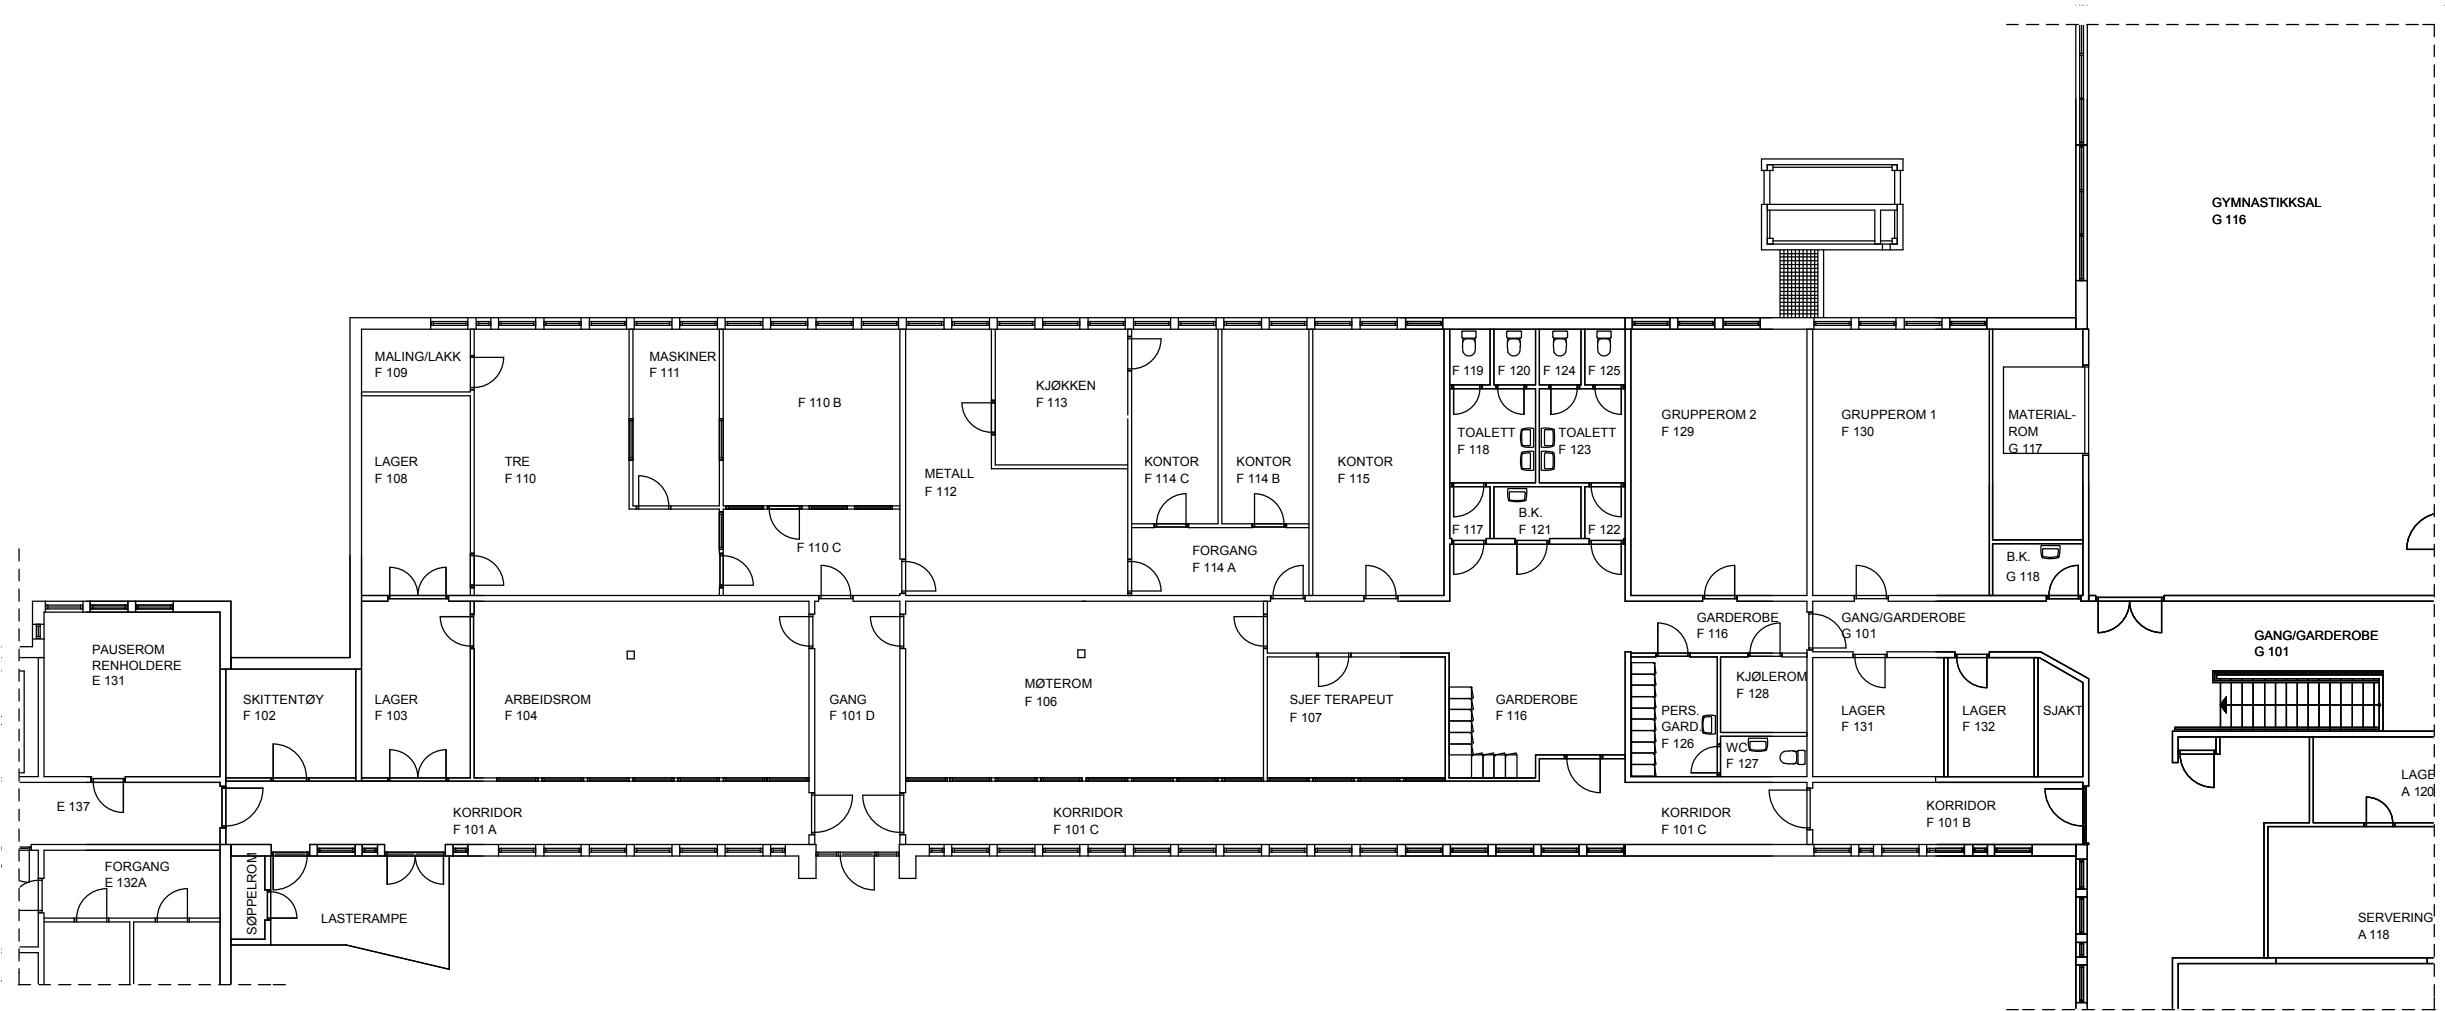 GYMNASTIKKSAL
G 116
MALING/LAKK
F 109
MASKINER
F 111
F 110 B
KJØKKEN
F 113
F 119
F 120
F 124
F 125
GRUPPEROM 2
F 129
GRUPPEROM 1
F 130
MATERIAL-
ROM
G 117
LAGER
F 108
TRE
F 110
METALL
F 112
KONTOR
F 114 C
KONTOR
F 114 B
KONTOR
F 115
TOALETT
F 118
TOALETT
F 123
F 117
B.K.
F 121
F 122
F 110 C
FORGANG
F 114 A
B.K.
G 118
PAUSEROM
RENHOLDERE
E 131
GARDEROBE
F 116
GANG/GARDEROBE
G 101
GANG/GARDEROBE
G 101
SKITTENTØY
F 102
LAGER
F 103
ARBEIDSROM
F 104
GANG
F 101 D
MØTEROM
F 106
SJEF TERAPEUT
F 107
GARDEROBE
F 116
PERS.
GARD.
F 126
KJØLEROM
F 128
WC
F 127
LAGER
F 131
LAGER
F 132
SJAKT
E 137
KORRIDOR
F 101 A
KORRIDOR
F 101 C
KORRIDOR
F 101 C
KORRIDOR
F 101 B
LAGE
A 120
FORGANG
E 132A
SØPPELROM
LASTERAMPE
SERVERING
A 118